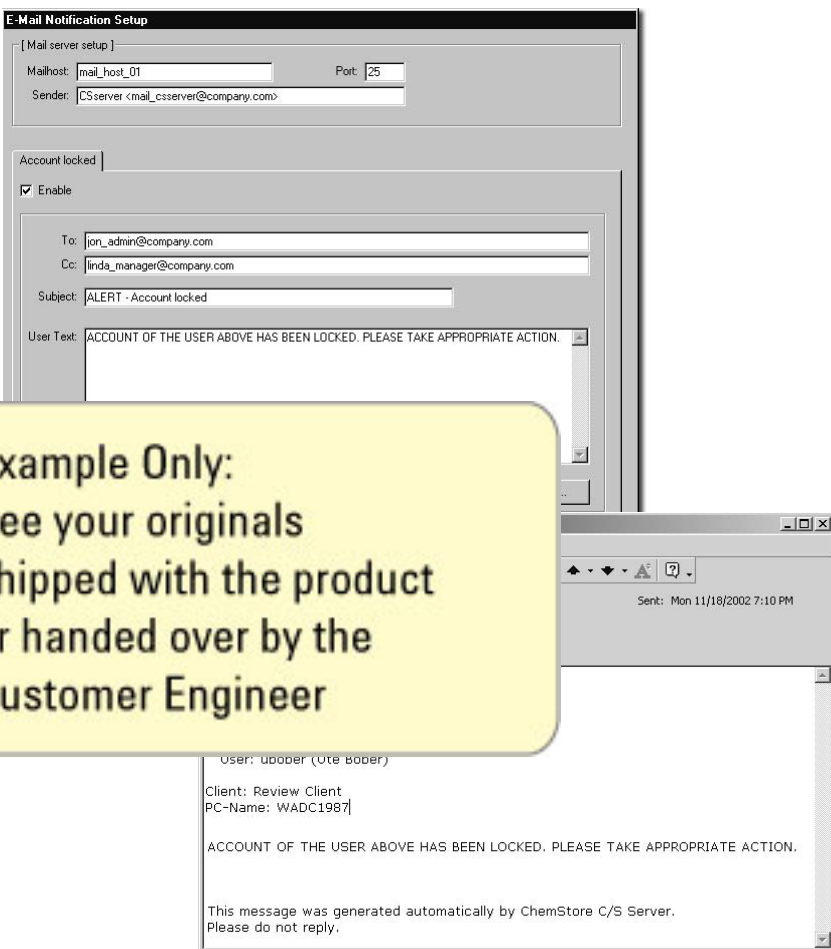 E-Mail Notification Setup
[ Mail server setup ]
Mailhost: mail_host_01 Port: 25
Sender: CSserver <mail_csserver@company.com>
Account locked
Enable
To: jon_admin@company.com
Cc: linda_manager@company.com
Subject: ALERT - Account locked
User Text: ACCOUNT OF THE USER ABOVE HAS BEEN LOCKED. PLEASE TAKE APPROPRIATE ACTION.
xample Only:
ee your originals
hipped with the product
r handed over by the
ustomer Engineer
...
Sent: Mon 11/18/2002 7:10 PM
User: ubober (Ute Bober)
Client: Review Client
PC-Name: WADC1987
ACCOUNT OF THE USER ABOVE HAS BEEN LOCKED. PLEASE TAKE APPROPRIATE ACTION.
This message was generated automatically by ChemStore C/S Server.
Please do not reply.